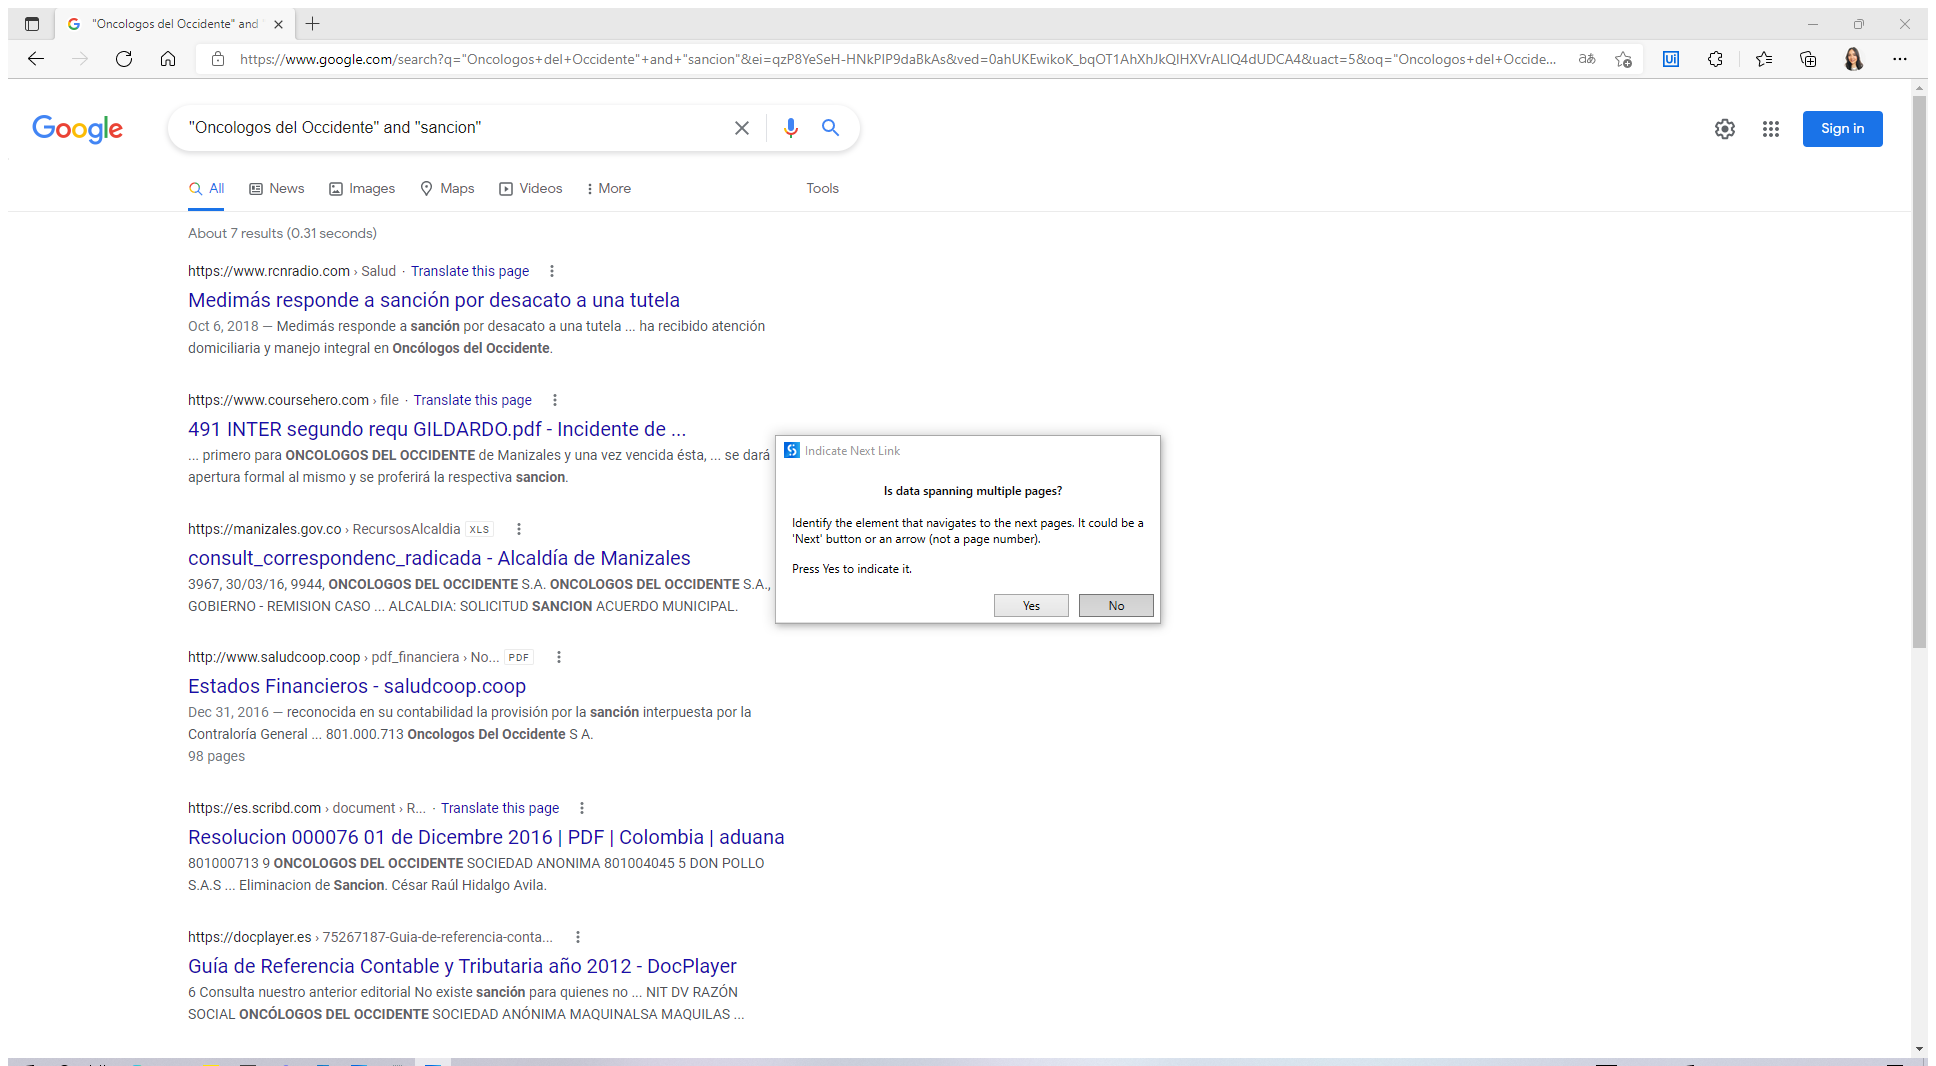 "Oncologos del Occidente" and
https://www.google.com/search?q="Oncologos+del+Occidente"+and+"sancion"&ei=qzP8YeSeH-HNkPIP9daBkAs&ved=0ahUKEwikoK_bqOT1AhXhJkQIHXVrALIQ4dUDCA4&uact=5&oq="Oncologos+del+Occide...
Google
"Oncologos del Occidente" and "sancion"
Sign in
All News Images Maps Videos More Tools
About 7 results (0.31 seconds)
https://www.rcnradio.com › Salud · Translate this page
Medimás responde a sanción por desacato a una tutela
Oct 6, 2018 — Medimás responde a sanción por desacato a una tutela ... ha recibido atención
domiciliaria y manejo integral en Oncólogos del Occidente.
https://www.coursehero.com › file · Translate this page
491 INTER segundo requ GILDARDO.pdf - Incidente de ...
... primero para ONCOLOGOS DEL OCCIDENTE de Manizales y una vez vencida ésta, ... se dará
apertura formal al mismo y se proferirá la respectiva sancion.
https://manizales.gov.co › RecursosAlcaldia XLS
consult_correspondenc_radicada - Alcaldía de Manizales
3967, 30/03/16, 9944, ONCOLOGOS DEL OCCIDENTE S.A. ONCOLOGOS DEL OCCIDENTE S.A.,
GOBIERNO - REMISION CASO ... ALCALDIA: SOLICITUD SANCION ACUERDO MUNICIPAL.
http://www.saludcoop.coop › pdf_financiera › No... PDF
Estados Financieros - saludcoop.coop
Dec 31, 2016 — reconocida en su contabilidad la provisión por la sanción interpuesta por la
Contraloría General ... 801.000.713 Oncologos Del Occidente S A.
98 pages
https://es.scribd.com › document › R... · Translate this page
Resolucion 000076 01 de Dicembre 2016 | PDF | Colombia | aduana
801000713 9 ONCOLOGOS DEL OCCIDENTE SOCIEDAD ANONIMA 801004045 5 DON POLLO
S.A.S ... Eliminacion de Sancion. César Raúl Hidalgo Avila.
https://docplayer.es › 75267187-Guia-de-referencia-conta...
Guía de Referencia Contable y Tributaria año 2012 - DocPlayer
6 Consulta nuestro anterior editorial No existe sanción para quienes no ... NIT DV RAZÓN
SOCIAL ONCÓLOGOS DEL OCCIDENTE SOCIEDAD ANÓNIMA MAQUINALSA MAQUILAS ...
Indicate Next Link
Is data spanning multiple pages?
Identify the element that navigates to the next pages. It could be a
'Next' button or an arrow (not a page number).
Press Yes to indicate it.
Yes No